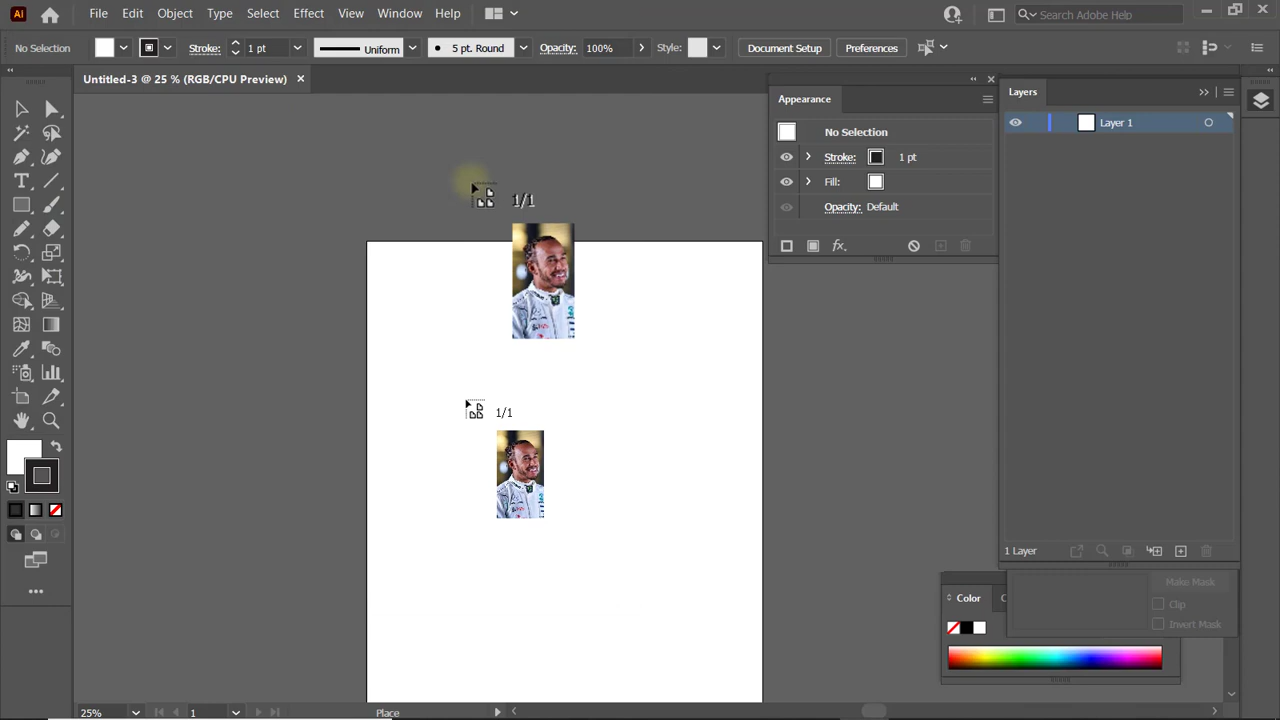 Ai File Edit Object Type Select Effect View Window Help Search Adobe Help
No Selection Stroke: 1 pt Uniform 5 pt. Round Opacity: 100% Style: Document Setup Preferences
Untitled-3 @ 25 % (RGB/CPU Preview)
Appearance
No Selection
Stroke: 1 pt
Fill:
Opacity: Default
fx.
Layers
Layer 1
1/1
1/1
1 Layer
Make Mask
Clip
Invert Mask
Color
25% 1 Place